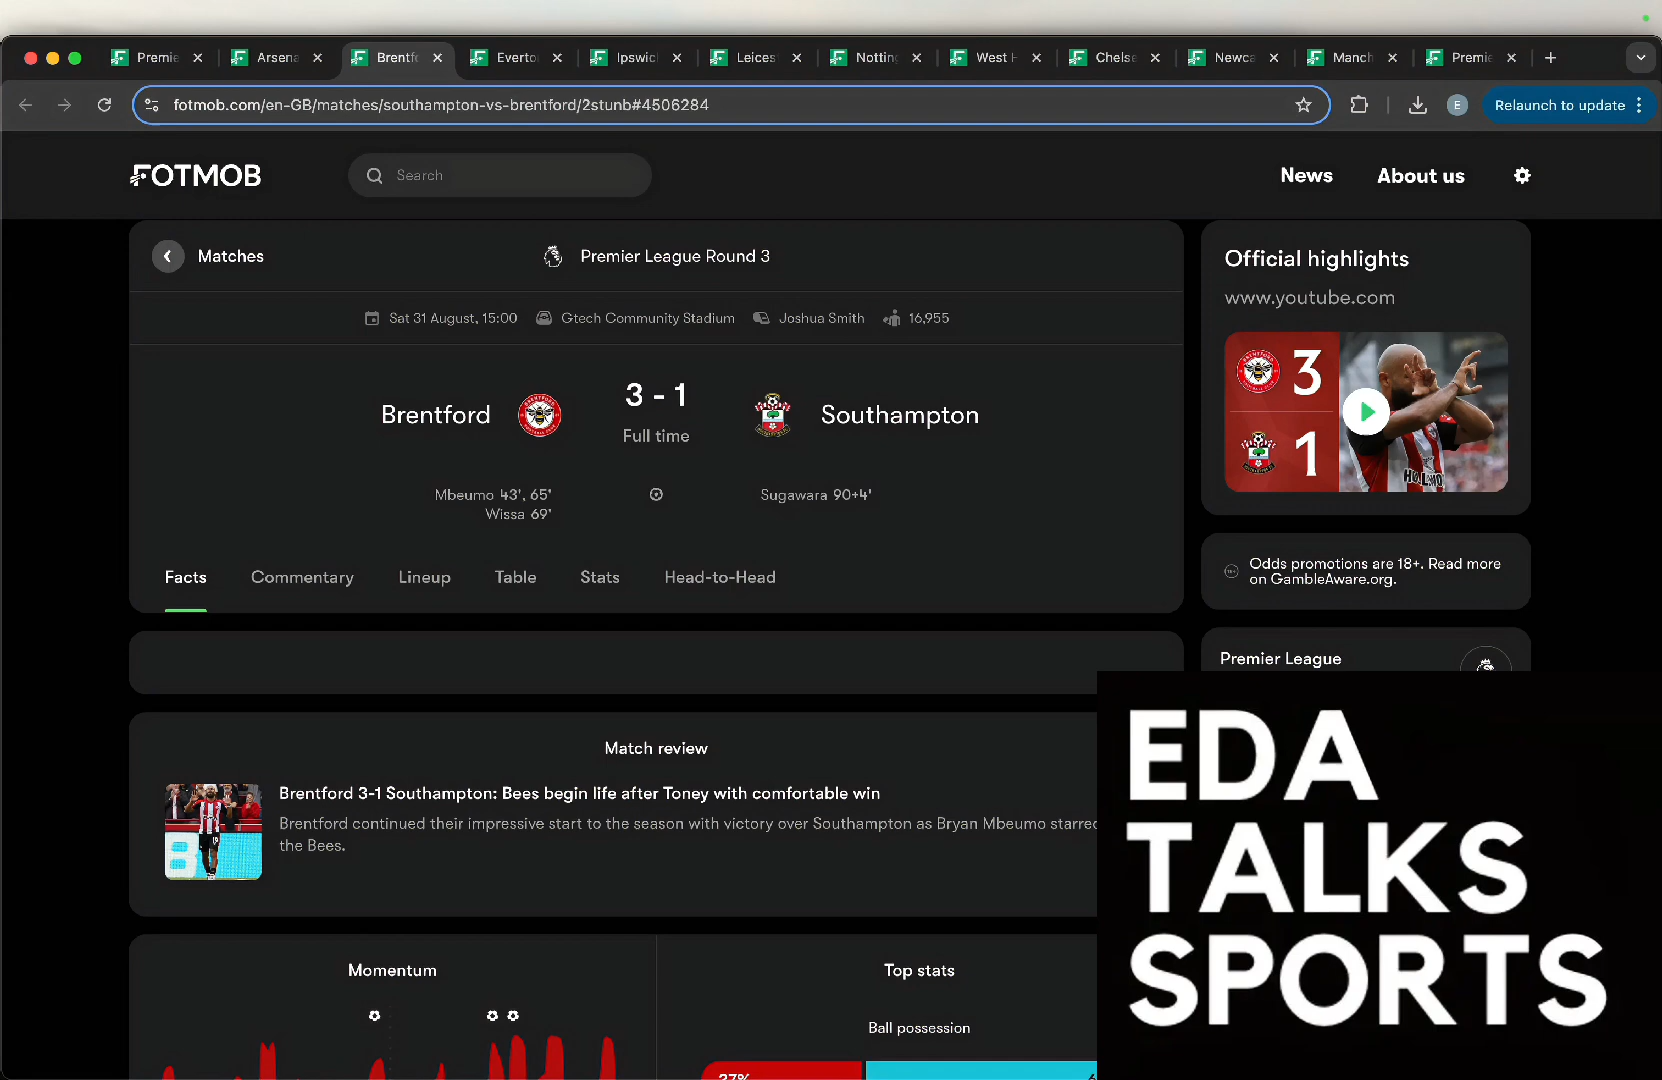 Premie
Arsena
Brentfo
Everto
Ipswic
Leices
Notting
West H
Chelse
Newca
Manch
Premie
fotmob.com/en-GB/matches/southampton-vs-brentford/2stunb#4506284
E
Relaunch to update
FOTMOB
Search
News
About us
Matches
Premier League Round 3
Sat 31 August, 15:00
Gtech Community Stadium
Joshua Smith
16,955
Brentford
3 - 1
Full time
Southampton
Mbeumo 43', 65'
Wissa 69'
Sugawara 90+4'
Facts
Commentary
Lineup
Table
Stats
Head-to-Head
Official highlights
www.youtube.com
3
1
Odds promotions are 18+. Read more
on GambleAware.org.
Premier League
Match review
Brentford 3-1 Southampton: Bees begin life after Toney with comfortable win
Brentford continued their impressive start to the season with victory over Southampton as Bryan Mbeumo starred
the Bees.
Momentum
Top stats
Ball possession
37%
EDA
TALKS
SPORTS